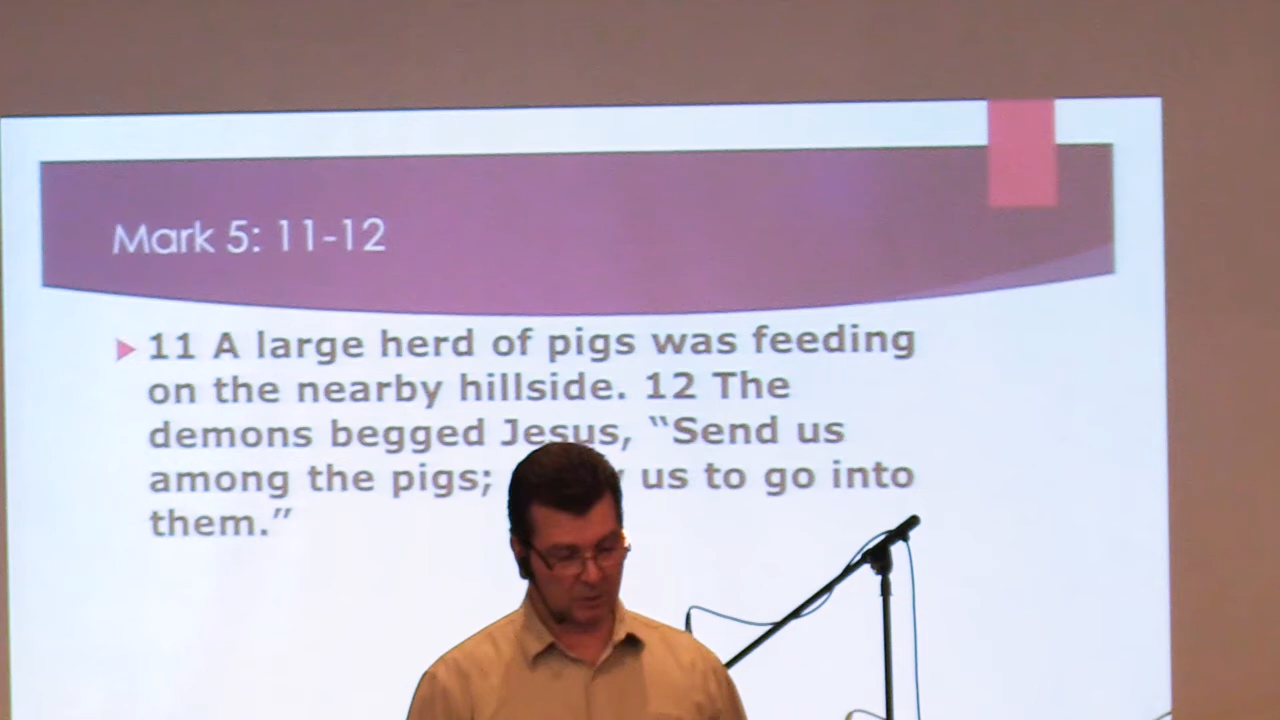 Mark 5: 11-12
11 A large herd of pigs was feeding
on the nearby hillside. 12 The
demons begged Jesus, “Send us
among the pigs; us to go into
them.”